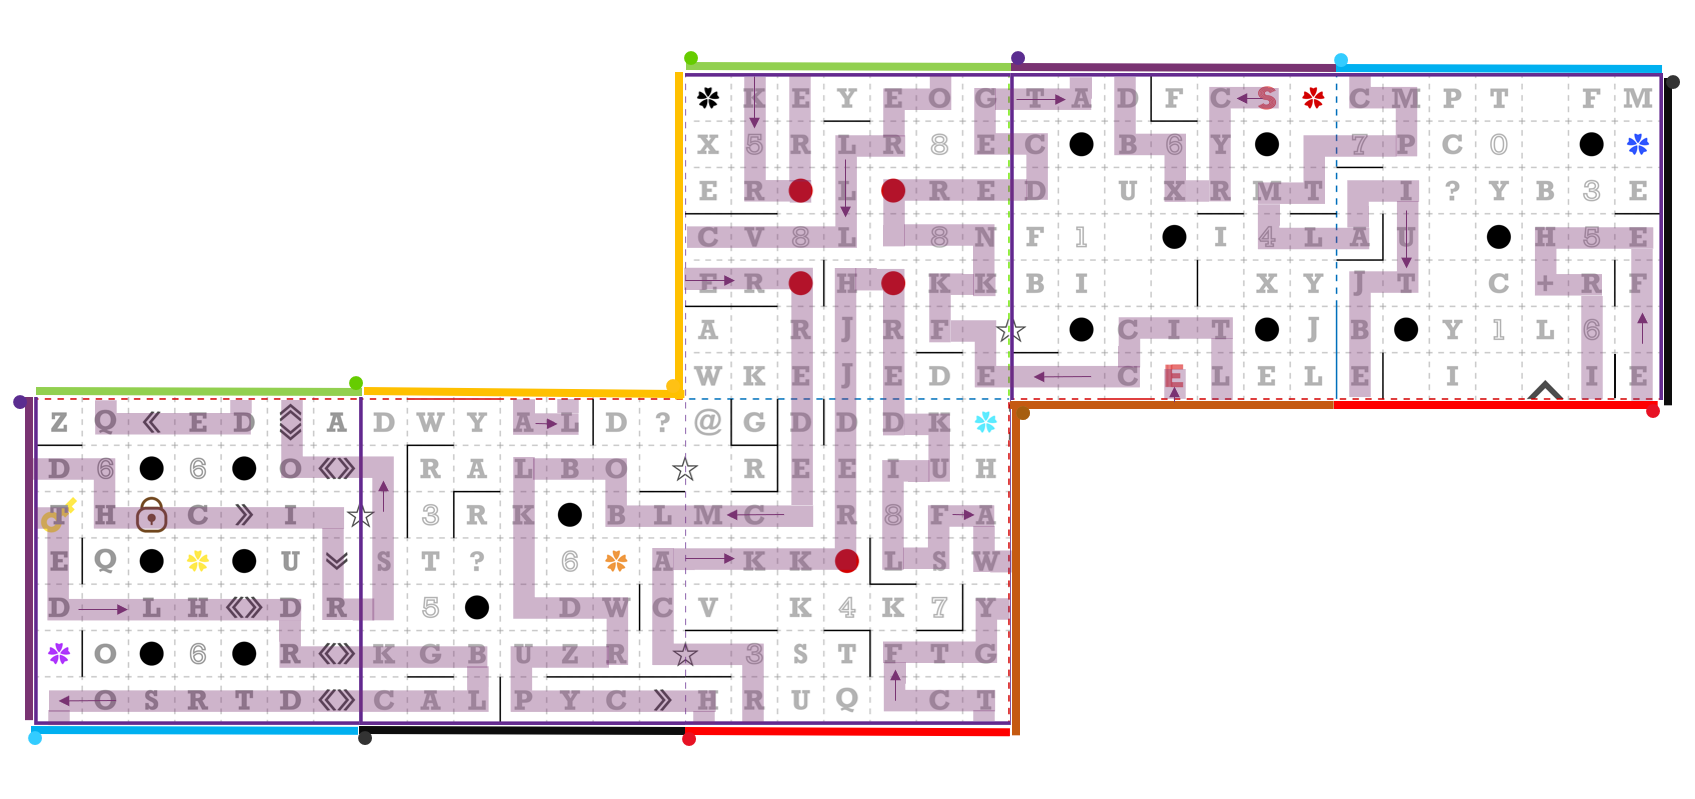 K E Y E O G T A D F C S C M P T F M
X 5 R L R 8 E C B 6 Y 7 P C 0
E R L R E D U X R M T I ? Y B 3 E
C V 8 L 8 N F 1 I 4 L A U H 5 E
E R H K K B I X Y J T C + R F
A R J R F C I T J B Y 1 L 6
W K E J E D E C E L E L E I I E
Z Q E D A D W Y A L D ? @ G D D D K
D 6 6 O R A L B O R E E I U H
T H C I 3 R K B L M C R 8 F A
E Q U S T ? 6 A K K L S W
D L H D R 5 D W C V K 4 K 7 Y
O 6 R K G B U Z R 3 S T F T G
O S R T D C A L P Y C H R U Q C T